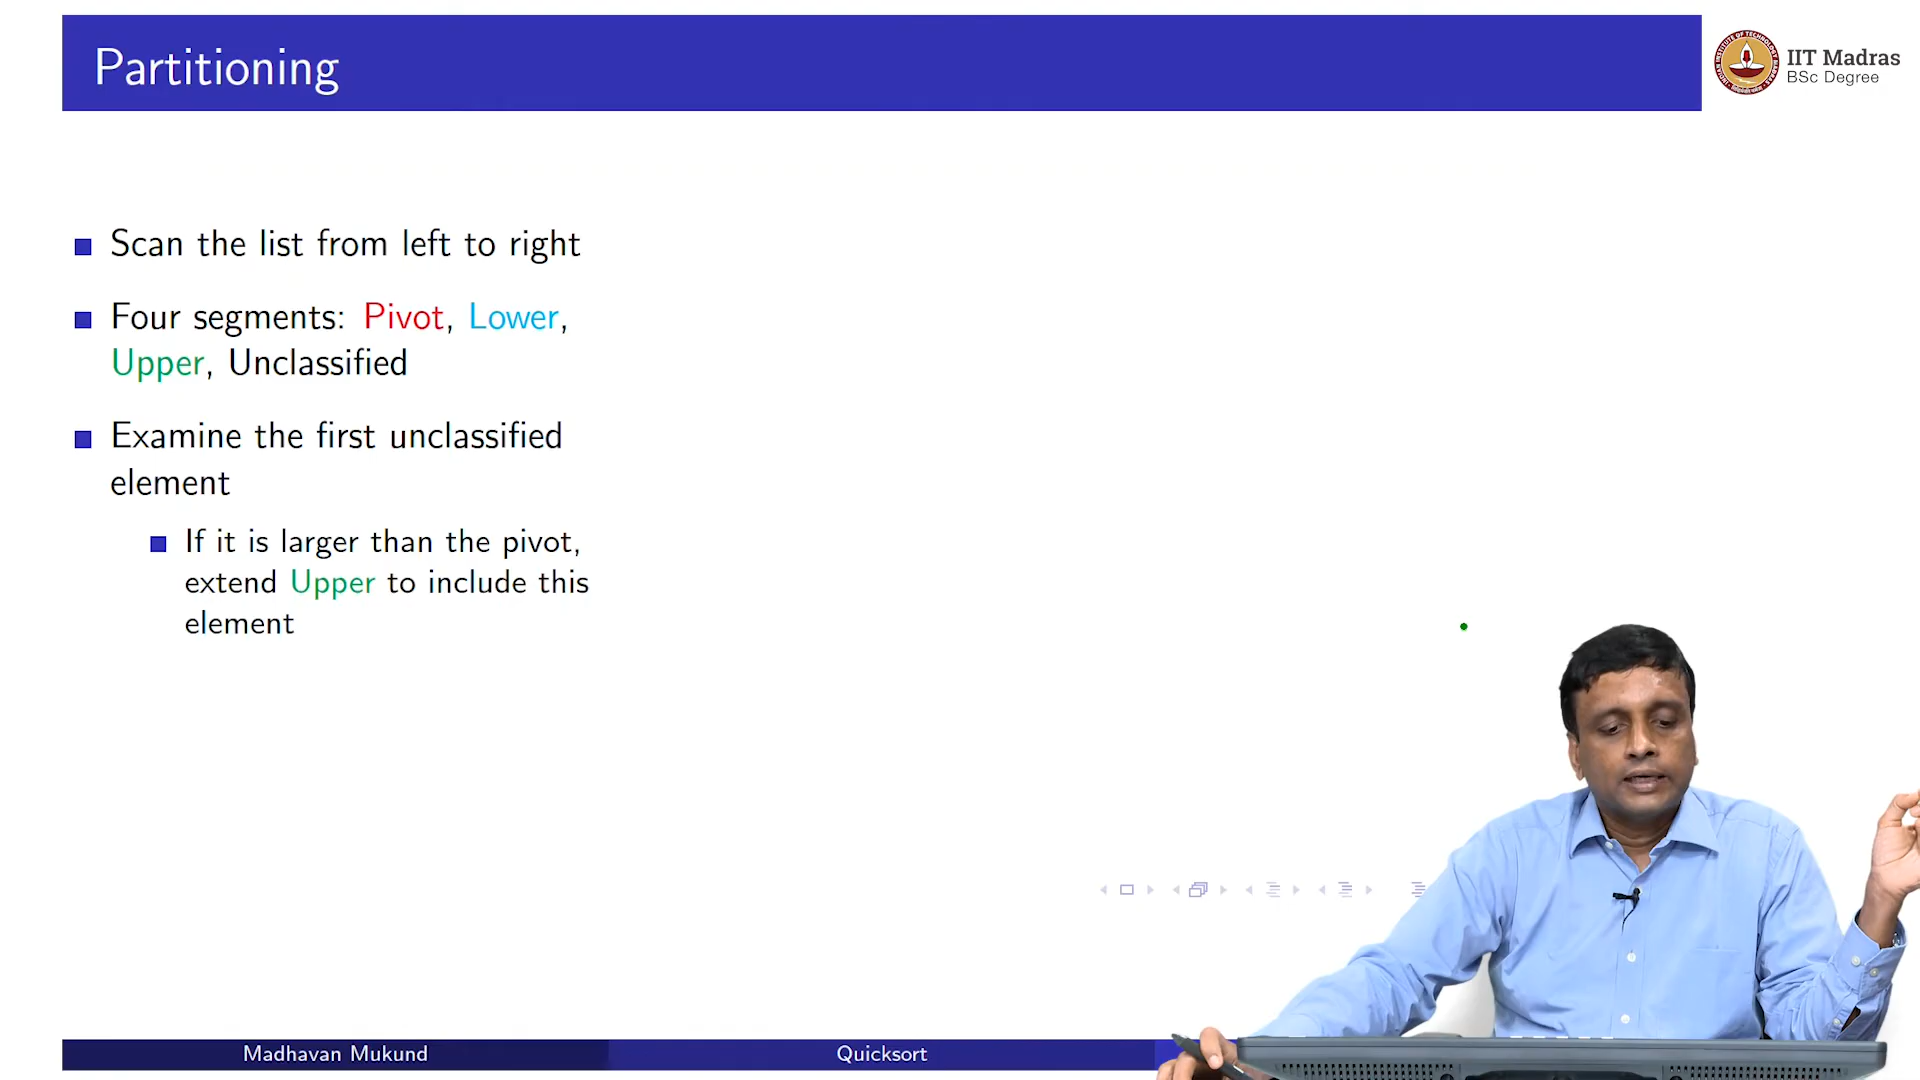 Partitioning
IIT Madras
BSc Degree
Scan the list from left to right
Four segments: Pivot, Lower,
Upper, Unclassified
Examine the first unclassified
element
If it is larger than the pivot,
extend Upper to include this
element
Madhavan Mukund
Quicksort